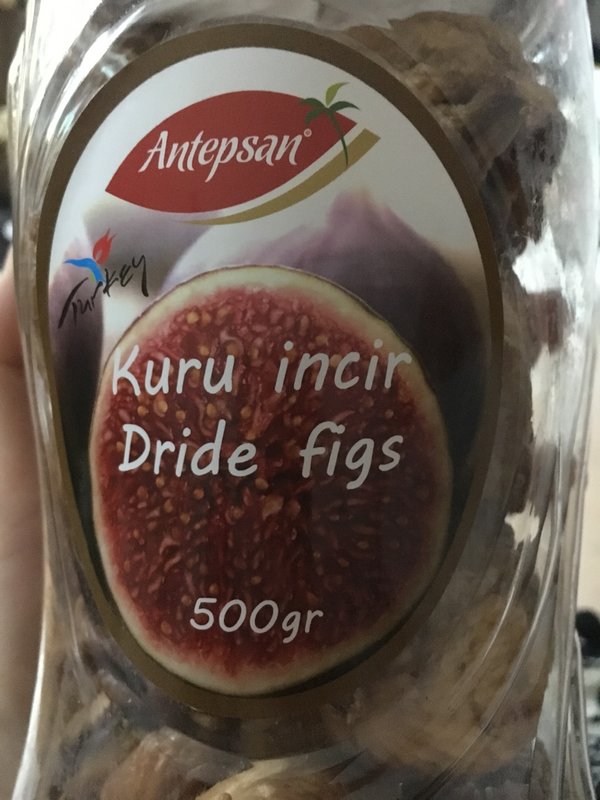 Antepsan
Turkey
Kuru incir
Dride figs
500gr